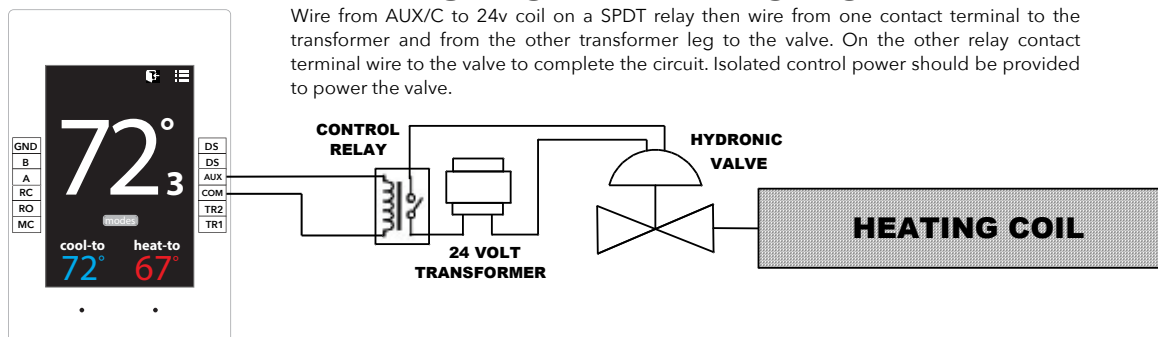 Wire from AUX/C to 24v coil on a SPDT relay then wire from one contact terminal to the
transformer and from the other transformer leg to the valve. On the other relay contact
terminal wire to the valve to complete the circuit. Isolated control power should be provided
to power the valve.
72°
3
modes
cool-to
72°
heat-to
67°
GND
B
A
RC
RO
MC
DS
DS
AUX
COM
TR2
TR1
CONTROL
RELAY
24 VOLT
TRANSFORMER
HYDRONIC
VALVE
HEATING COIL